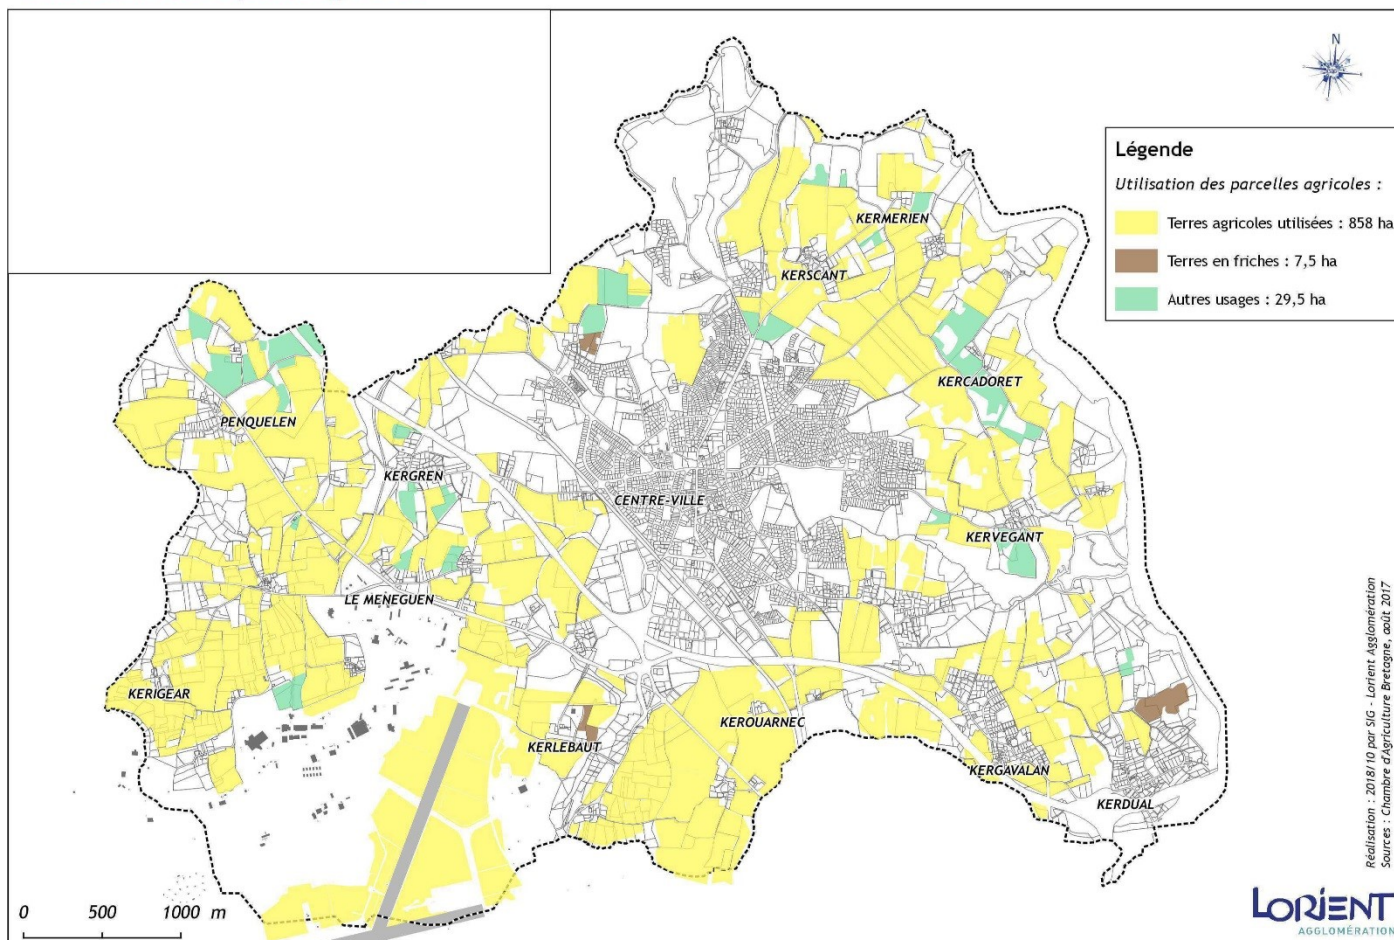 N
Légende
Utilisation des parcelles agricoles :
Terres agricoles utilisées : 858 ha
Terres en friches : 7,5 ha
Autres usages : 29,5 ha
KERMERIEN
KERSCANT
KERCADORET
PENQUELEN
KERGREN
CENTRE-VILLE
KERVEGANT
LE MENEGUEN
KERIGEAR
KEROUARNEC
KERLEBAUT
KERGAVALAN
KERDUAL
Réalisation : 2018/10 par SIG - Lorient Agglomération
Sources : Chambre d'Agriculture Bretagne, août 2017
0 500 1000 m
LORIENT
AGGLOMÉRATION